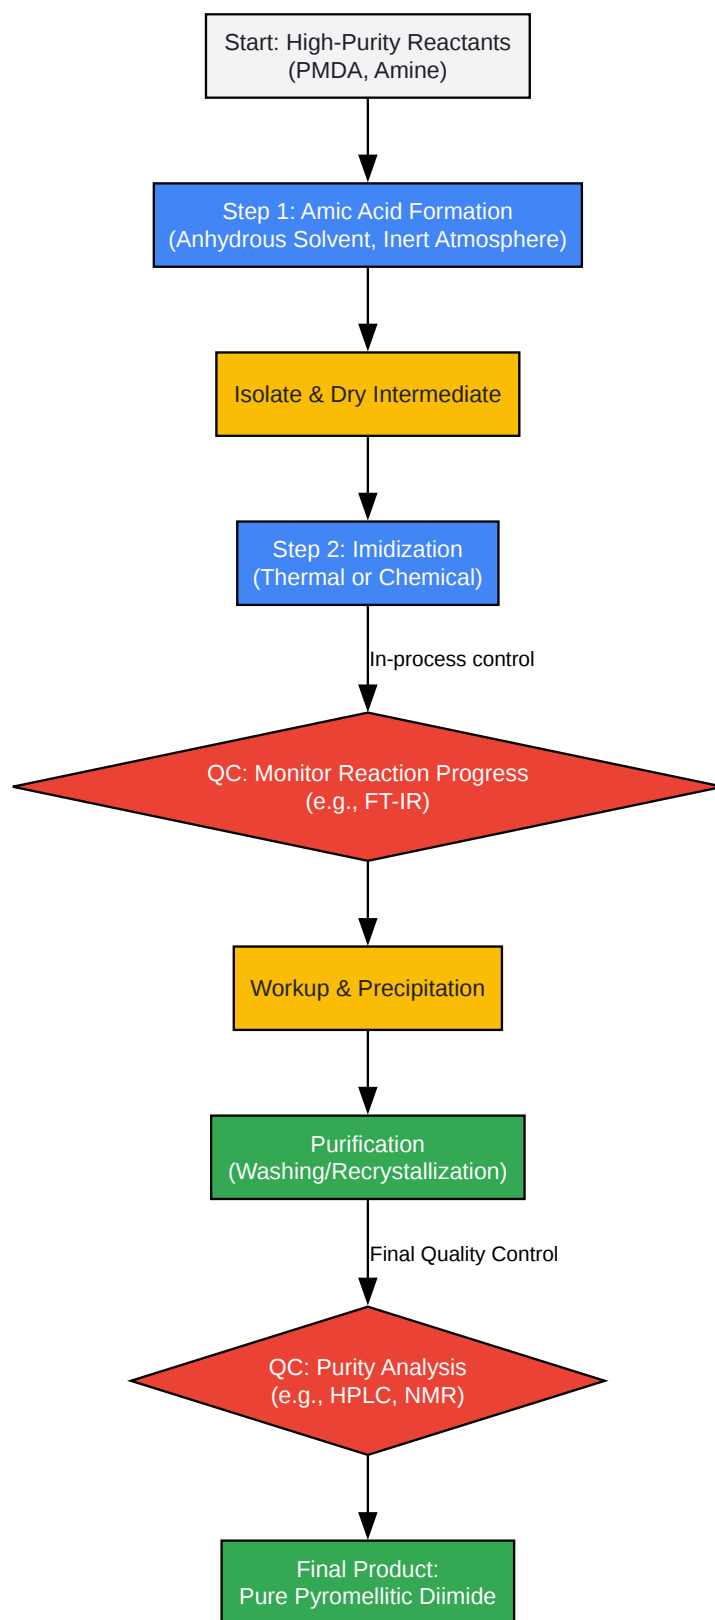 Start: High-Purity Reactants
(PMDA, Amine)
Step 1: Amic Acid Formation
(Anhydrous Solvent, Inert Atmosphere)
Isolate & Dry Intermediate
Step 2: Imidization
(Thermal or Chemical)
In-process control
QC: Monitor Reaction Progress
(e.g., FT-IR)
Workup & Precipitation
Purification
(Washing/Recrystallization)
Final Quality Control
QC: Purity Analysis
(e.g., HPLC, NMR)
Final Product:
Pure Pyromellitic Diimide